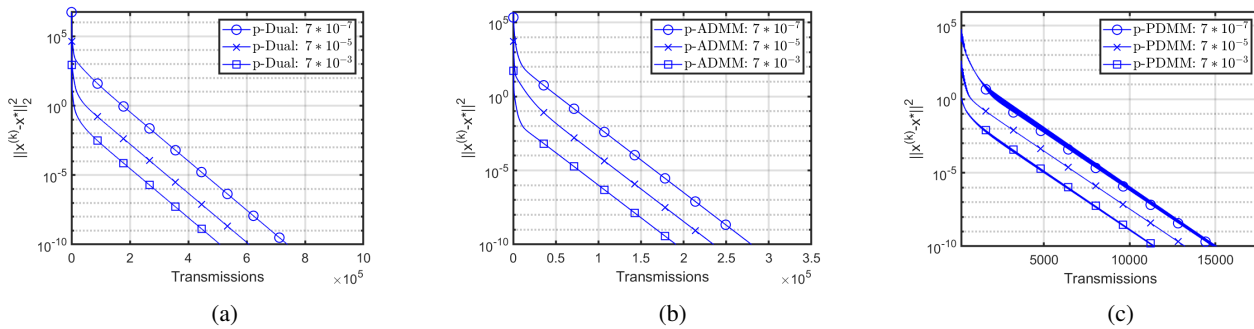 ||x^(k)-x*||_2^2
10^5
10^0
10^-5
10^-10
p-Dual: 7 * 10^-7
p-Dual: 7 * 10^-5
p-Dual: 7 * 10^-3
0 2 4 6 8 10
Transmissions
×10^5
(a)
||x^(k)-x*||^2
10^5
10^0
10^-5
10^-10
p-ADMM: 7 * 10^-7
p-ADMM: 7 * 10^-5
p-ADMM: 7 * 10^-3
0 0.5 1 1.5 2 2.5 3 3.5
Transmissions
×10^5
(b)
||x^(k)-x*||^2
10^5
10^0
10^-5
10^-10
p-PDMM: 7 * 10^-7
p-PDMM: 7 * 10^-5
p-PDMM: 7 * 10^-3
5000 10000 15000
Transmissions
(c)